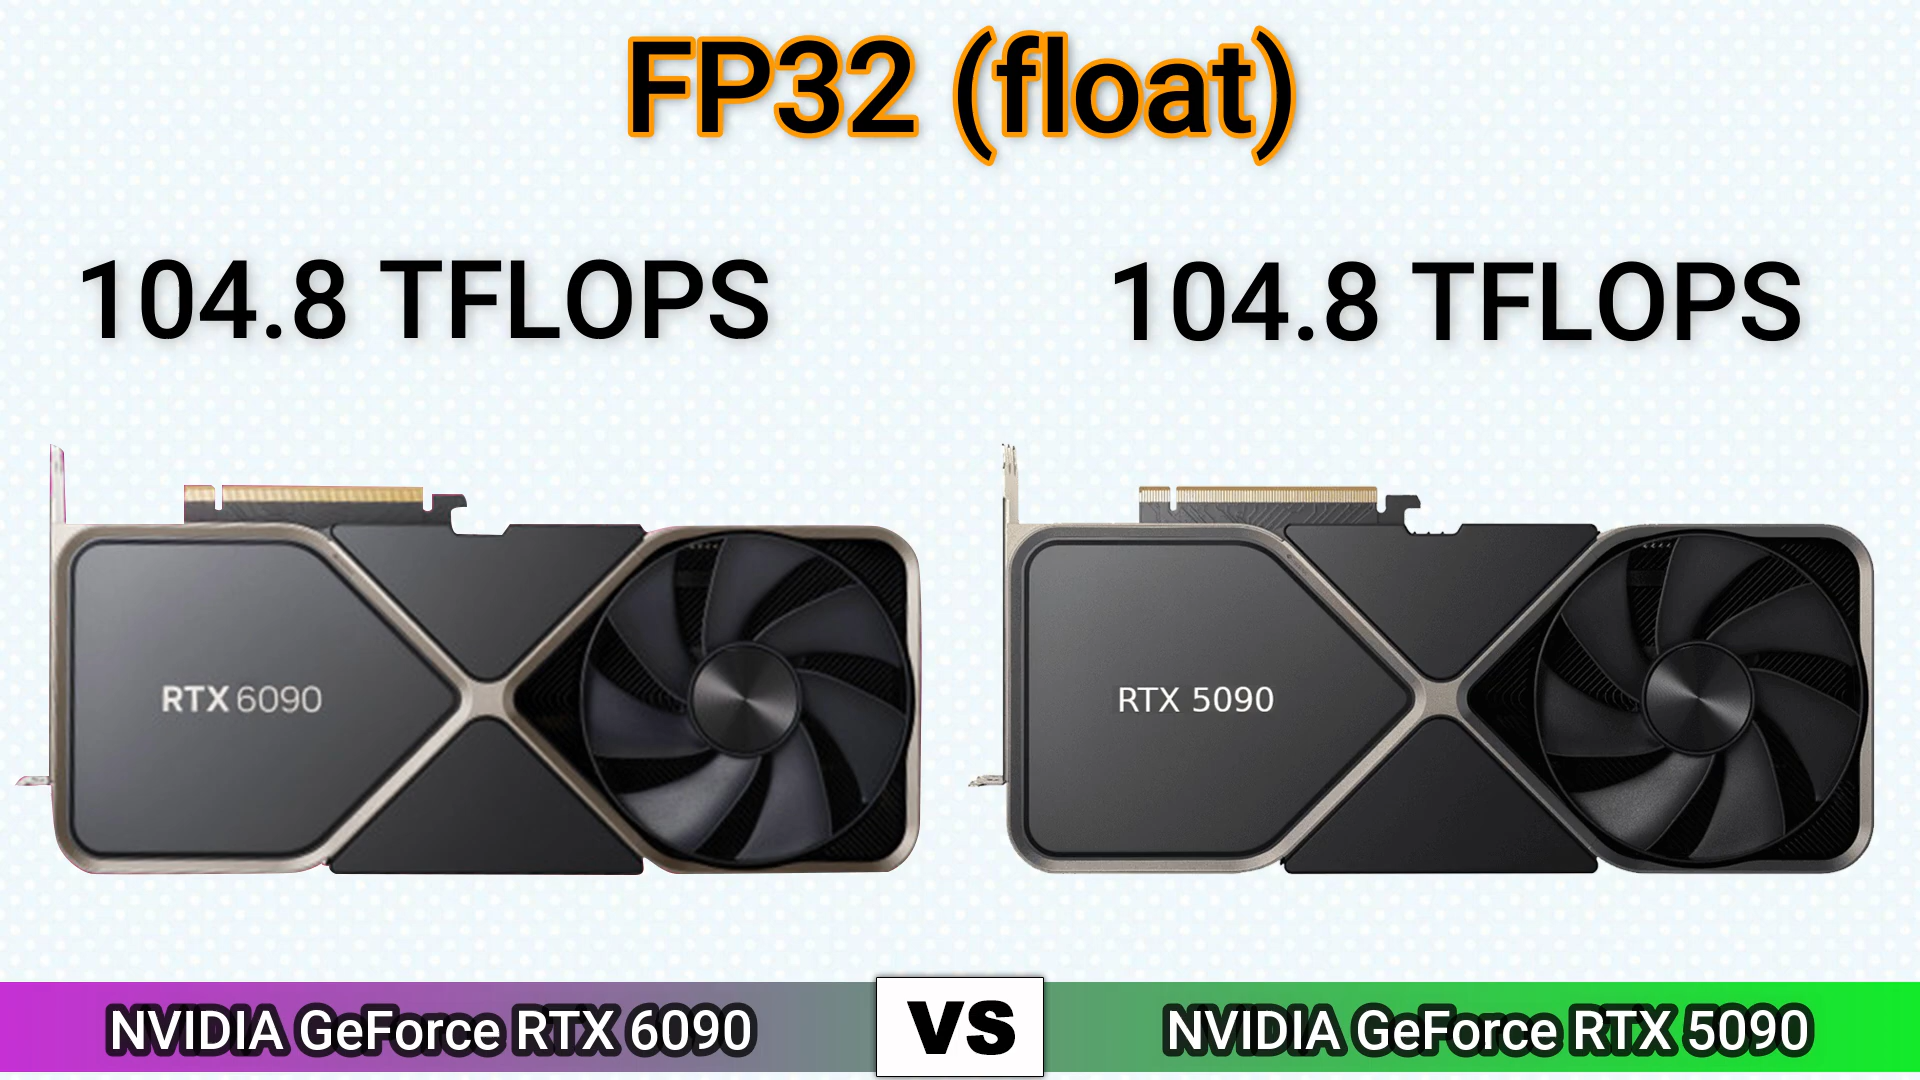 FP32 (float)
104.8 TFLOPS
104.8 TFLOPS
RTX 6090
RTX 5090
NVIDIA GeForce RTX 6090
VS
NVIDIA GeForce RTX 5090